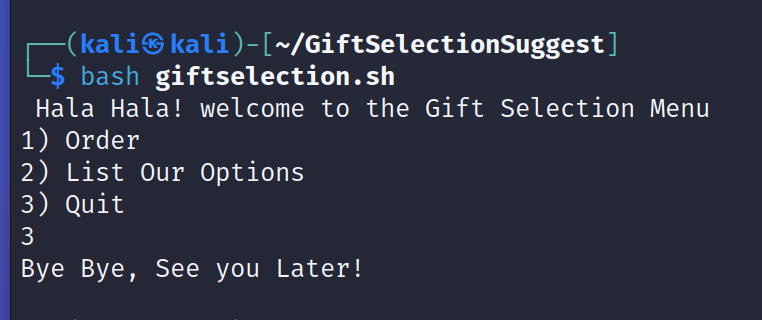 ┌──(kali㉿kali)-[~/GiftSelectionSuggest]
└─$ bash giftselection.sh
 Hala Hala! welcome to the Gift Selection Menu
1) Order
2) List Our Options
3) Quit
3
Bye Bye, See you Later!